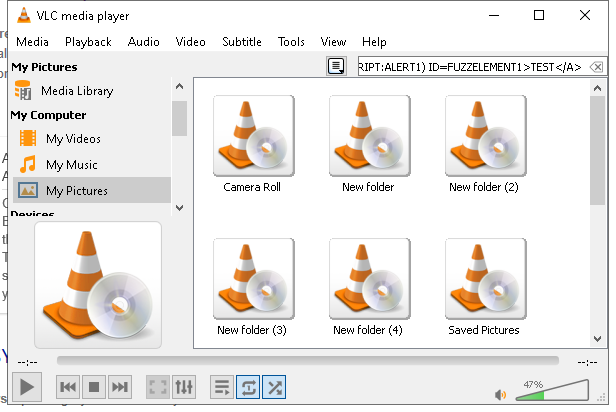 VLC media player
Media Playback Audio Video Subtitle Tools View Help
My Pictures
RIPT:ALERT1) ID=FUZZELEMENT1>TEST</A>
Media Library
My Computer
My Videos
My Music
My Pictures
Devices
Camera Roll
New folder
New folder (2)
New folder (3)
New folder (4)
Saved Pictures
--:--
--:--
47%